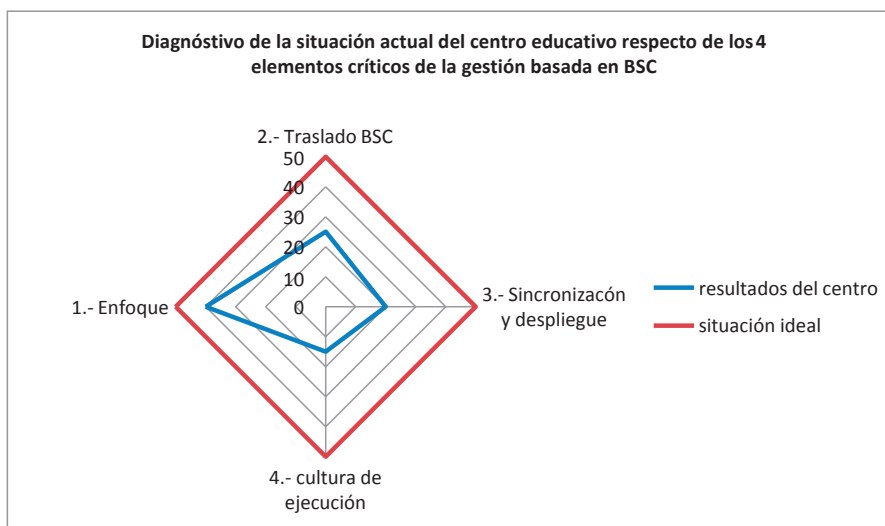 Diagnóstivo de la situación actual del centro educativo respecto de los 4
elementos críticos de la gestión basada en BSC
2.- Traslado BSC
50
40
30
20
10
0
1.- Enfoque
3.- Sincronizacón
y despliegue
4.- cultura de
ejecución
resultados del centro
situación ideal